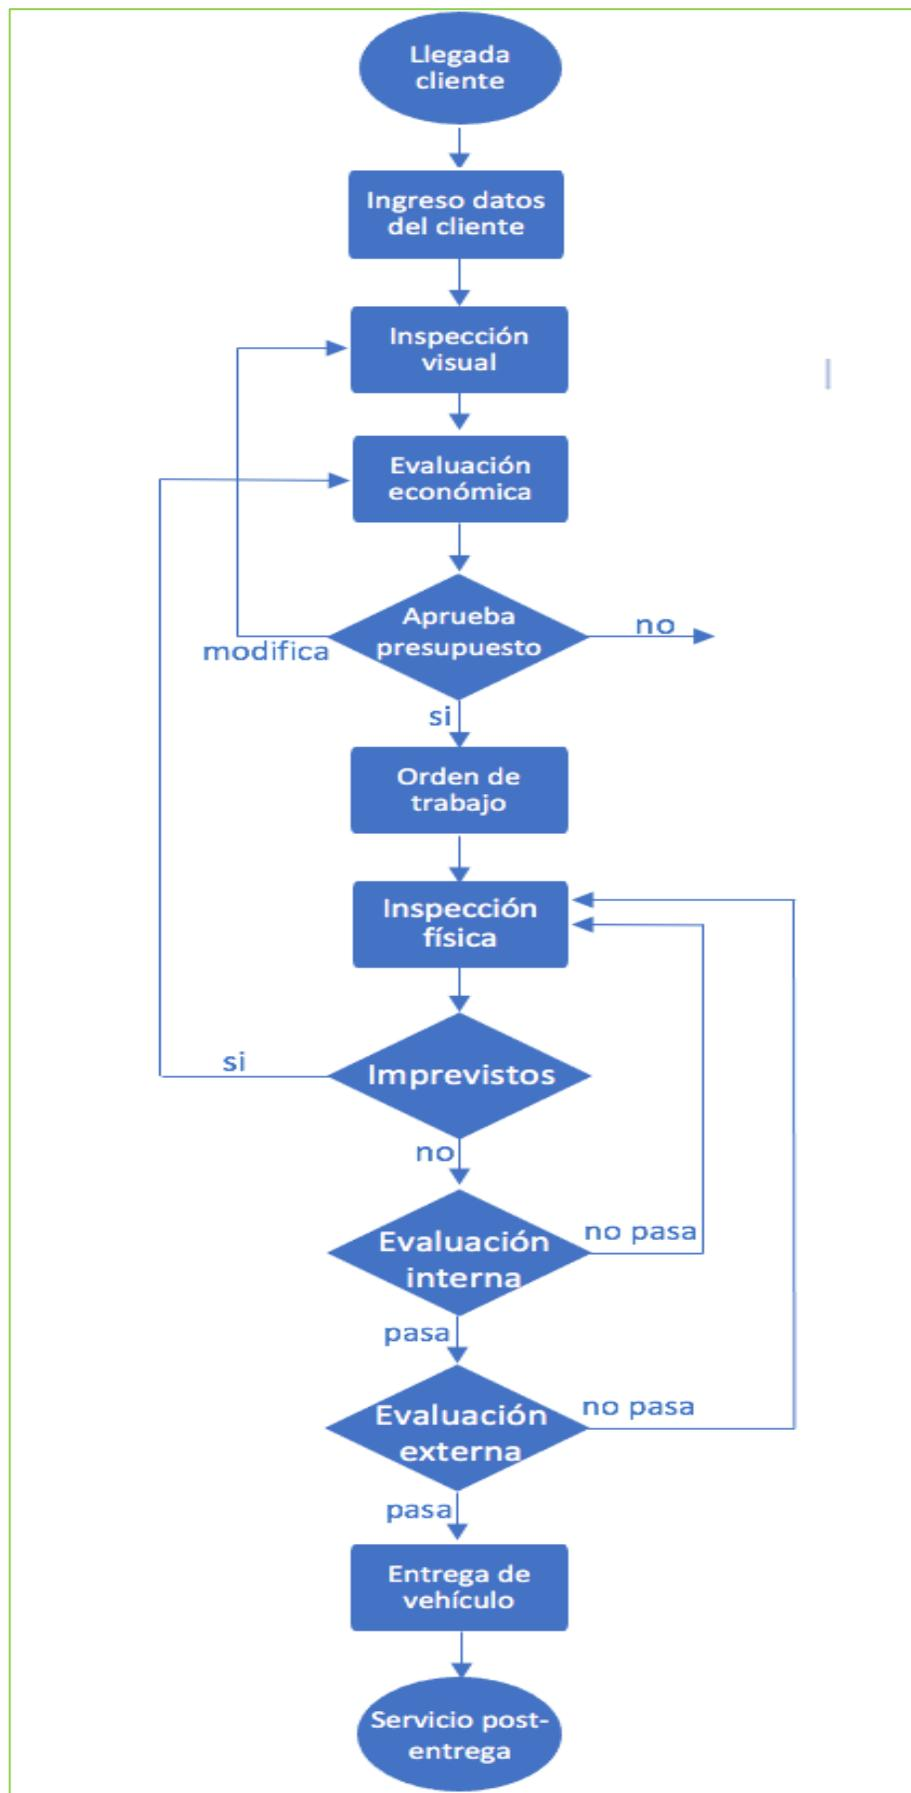 Llegada
cliente
Ingreso datos
del cliente
Inspección
visual
Evaluación
económica
Aprueba
presupuesto
no
modifica
si
Orden de
trabajo
Inspección
física
si
Imprevistos
no
Evaluación
interna
no pasa
pasa
Evaluación
externa
no pasa
pasa
Entrega de
vehículo
Servicio post-
entrega